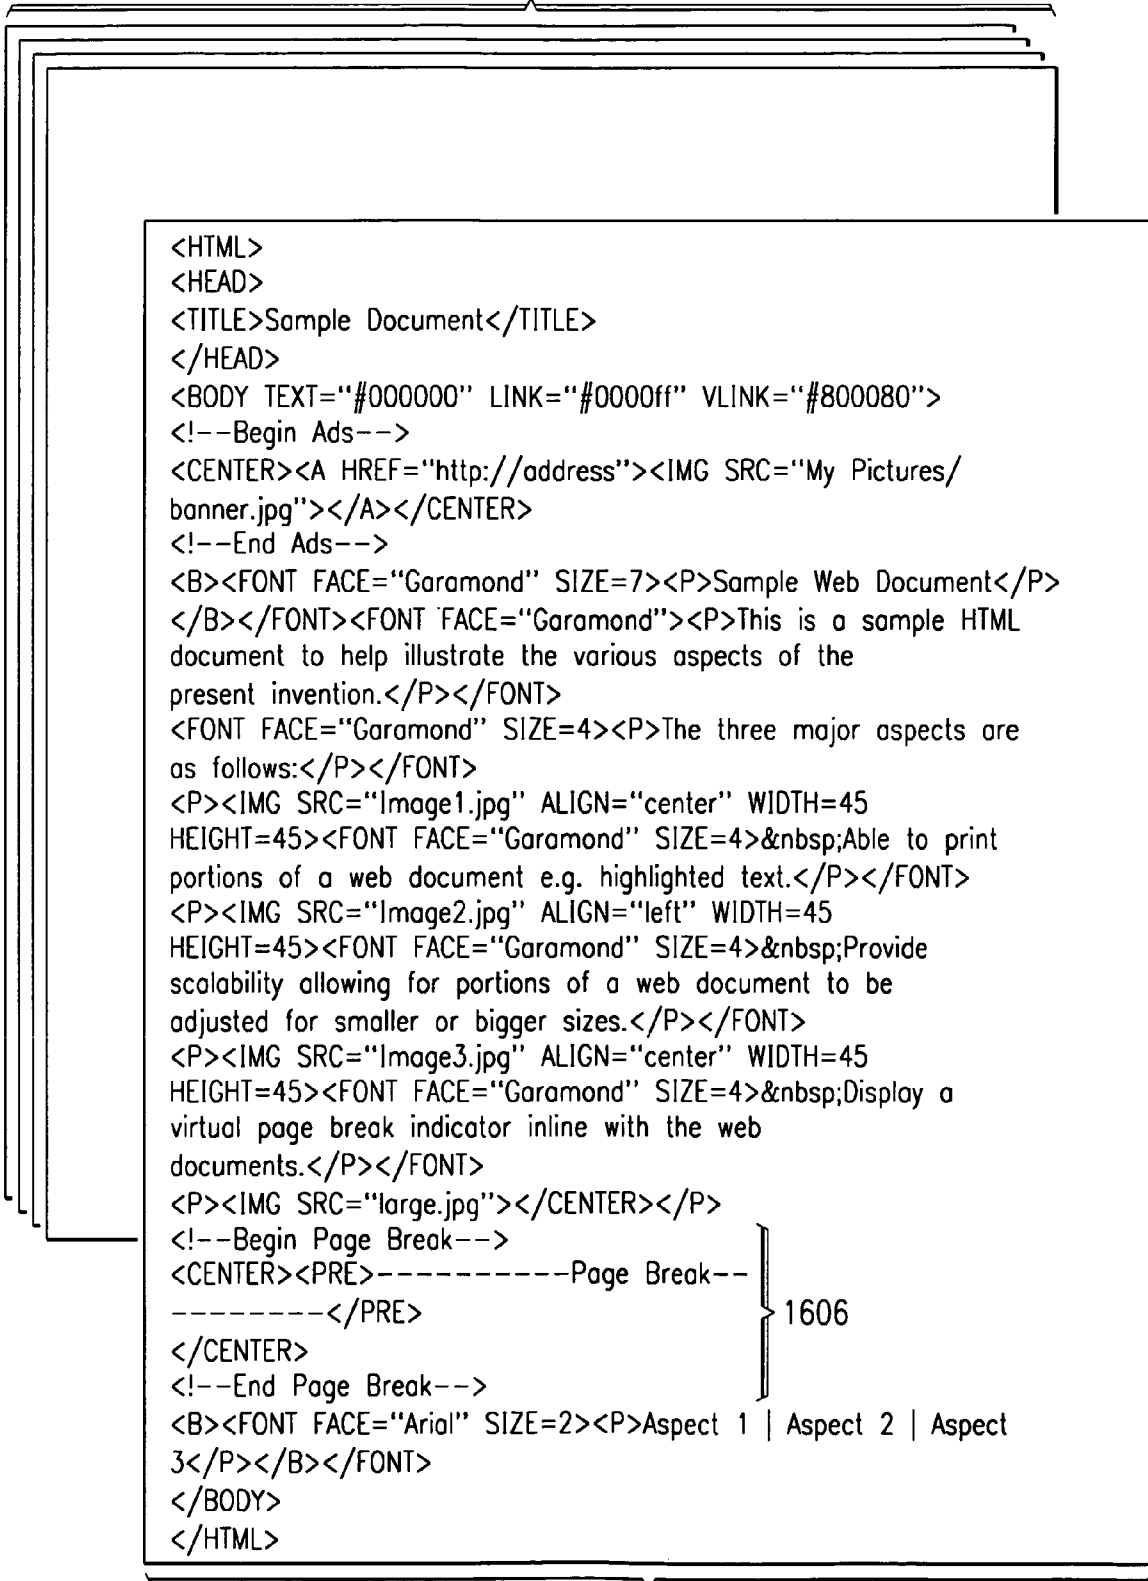 <HTML>
<HEAD>
<TITLE>Sample Document</TITLE>
</HEAD>
<BODY TEXT="#000000" LINK="#0000ff" VLINK="#800080">
<!--Begin Ads-->
<CENTER><A HREF="http://address"><IMG SRC="My Pictures/
banner.jpg"></A></CENTER>
<!--End Ads-->
<B><FONT FACE="Garamond" SIZE=7><P>Sample Web Document</P>
</B></FONT><FONT FACE="Garamond"><P>This is a sample HTML
document to help illustrate the various aspects of the
present invention.</P></FONT>
<FONT FACE="Garamond" SIZE=4><P>The three major aspects are
as follows:</P></FONT>
<P><IMG SRC="Image1.jpg" ALIGN="center" WIDTH=45
HEIGHT=45><FONT FACE="Garamond" SIZE=4>&nbsp;Able to print
portions of a web document e.g. highlighted text.</P></FONT>
<P><IMG SRC="Image2.jpg" ALIGN="left" WIDTH=45
HEIGHT=45><FONT FACE="Garamond" SIZE=4>&nbsp;Provide
scalability allowing for portions of a web document to be
adjusted for smaller or bigger sizes.</P></FONT>
<P><IMG SRC="Image3.jpg" ALIGN="center" WIDTH=45
HEIGHT=45><FONT FACE="Garamond" SIZE=4>&nbsp;Display a
virtual page break indicator inline with the web
documents.</P></FONT>
<P><IMG SRC="large.jpg"></CENTER></P>
<!--Begin Page Break-->
<CENTER><PRE>-----------Page Break--
--------</PRE>
1606
</CENTER>
<!--End Page Break-->
<B><FONT FACE="Arial" SIZE=2><P>Aspect 1 | Aspect 2 | Aspect
3</P></B></FONT>
</BODY>
</HTML>